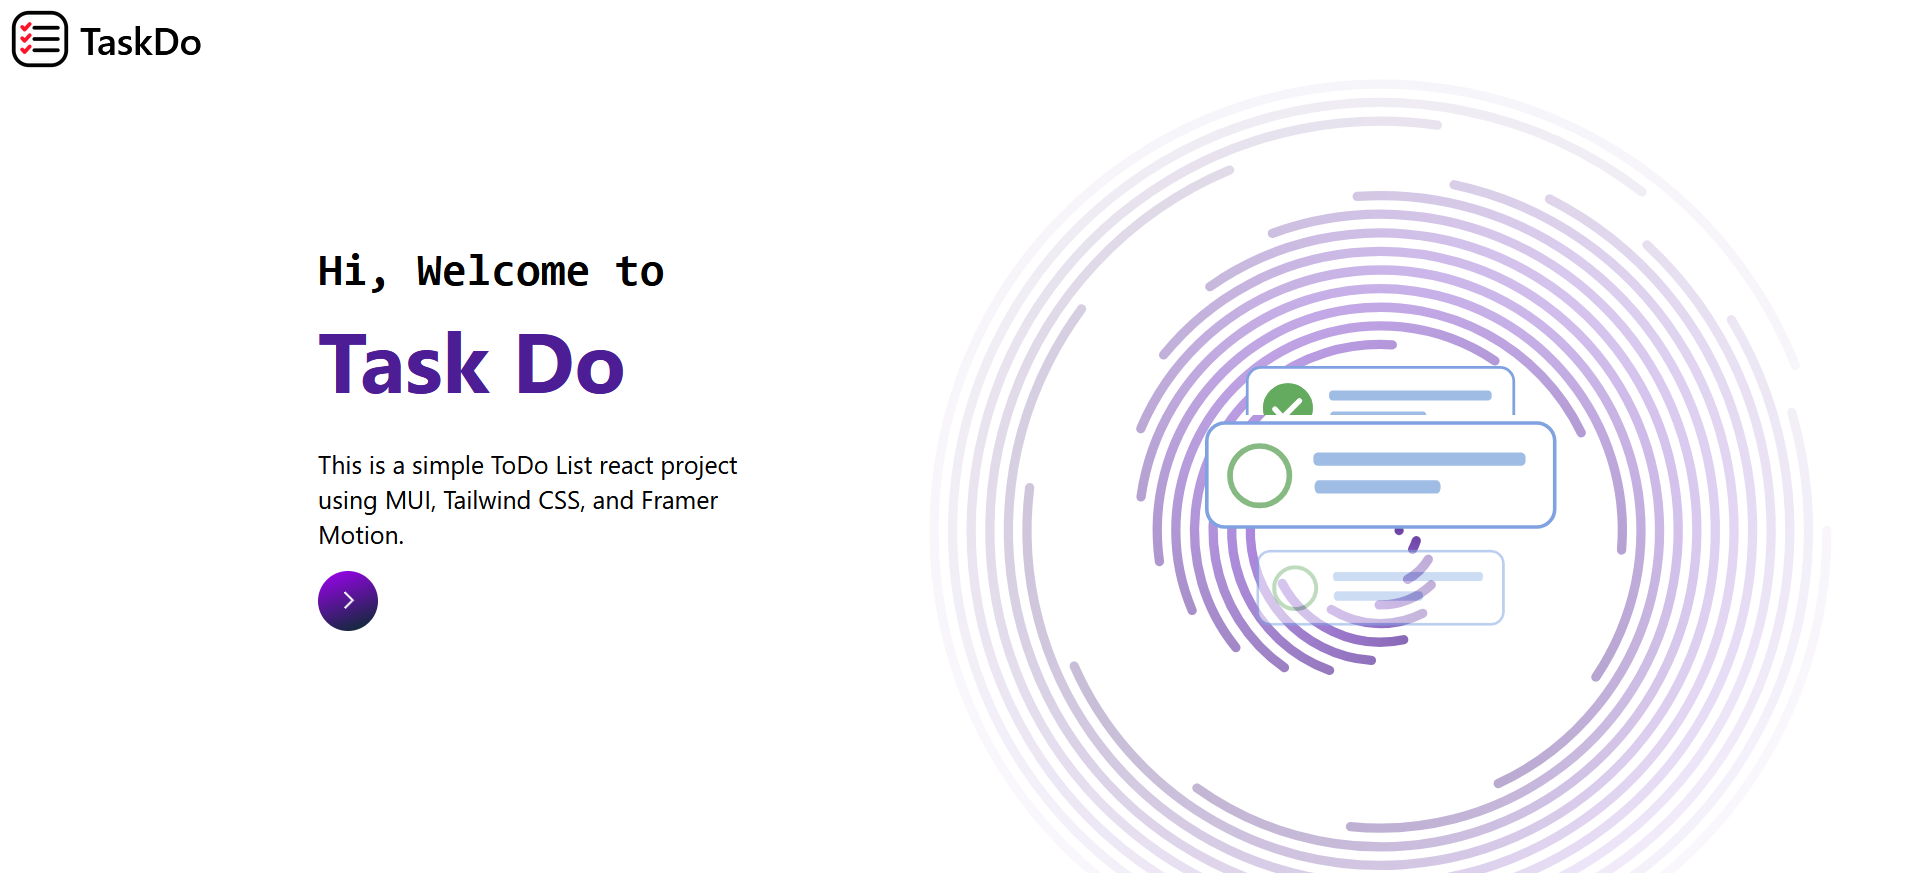 TaskDo
Hi, Welcome to
Task Do
This is a simple ToDo List react project
using MUI, Tailwind CSS, and Framer
Motion.